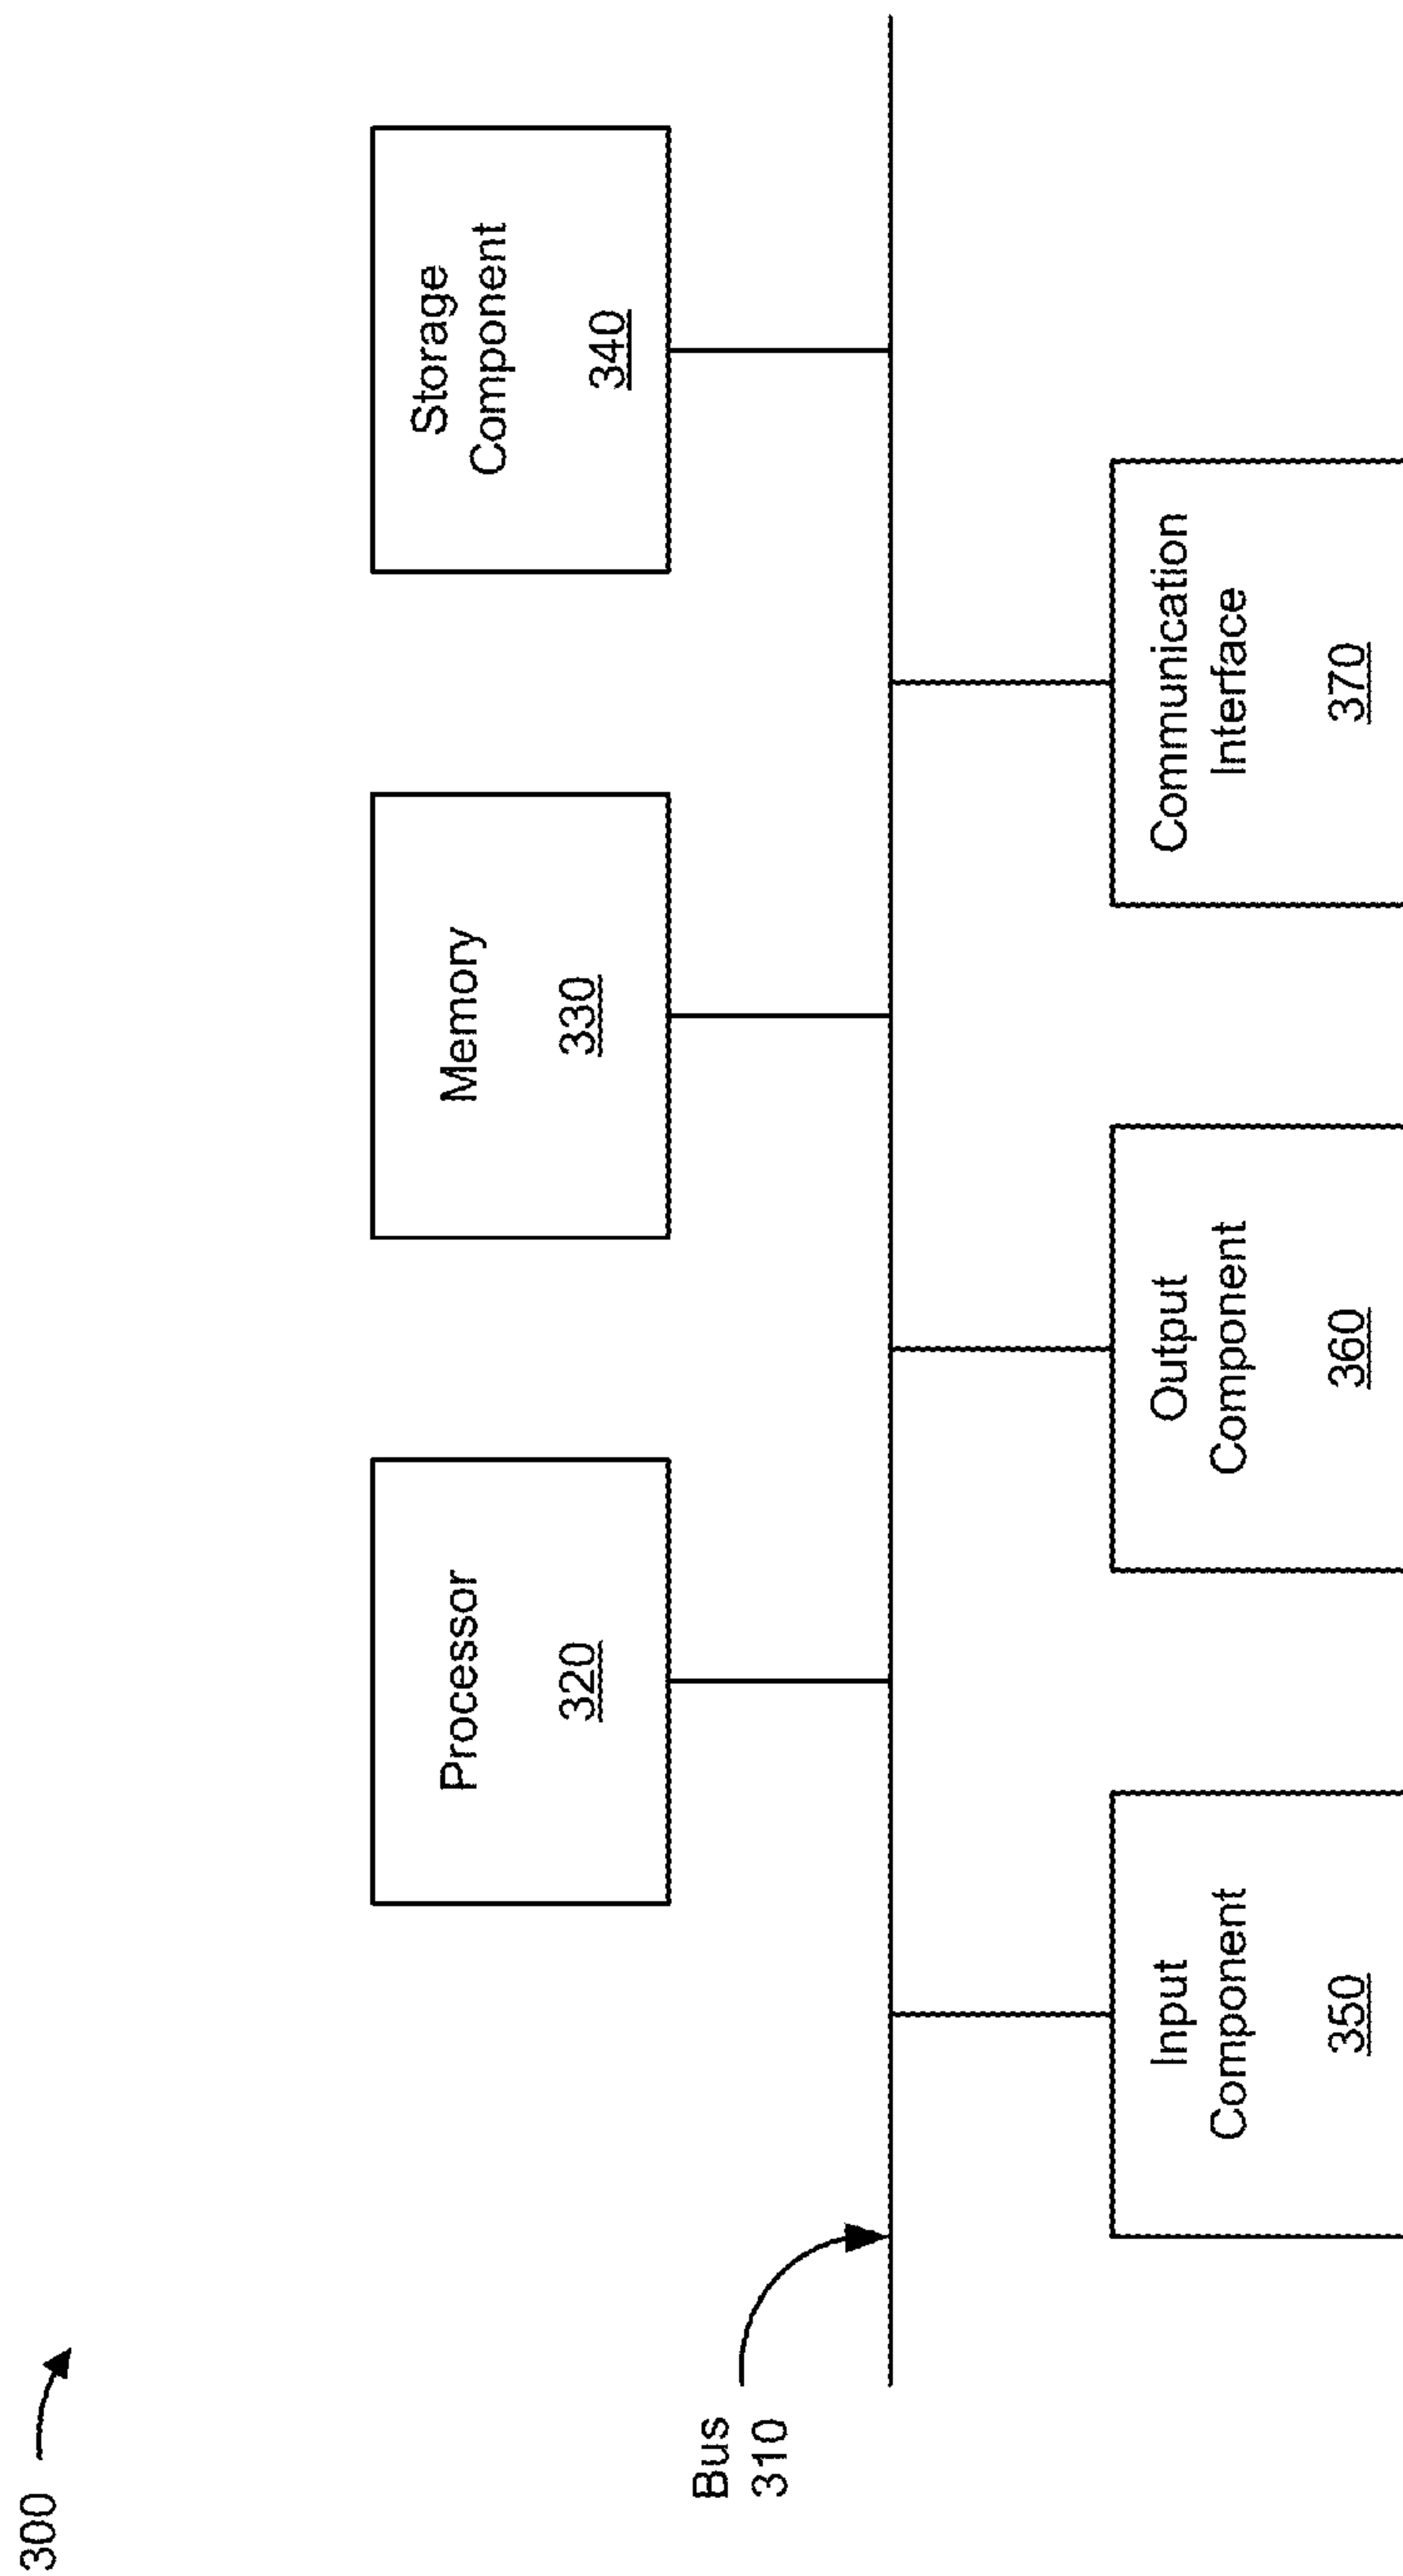 300
Processor
320
Memory
330
Storage
Component
340
Bus
310
Input
Component
350
Output
Component
360
Communication
Interface
370